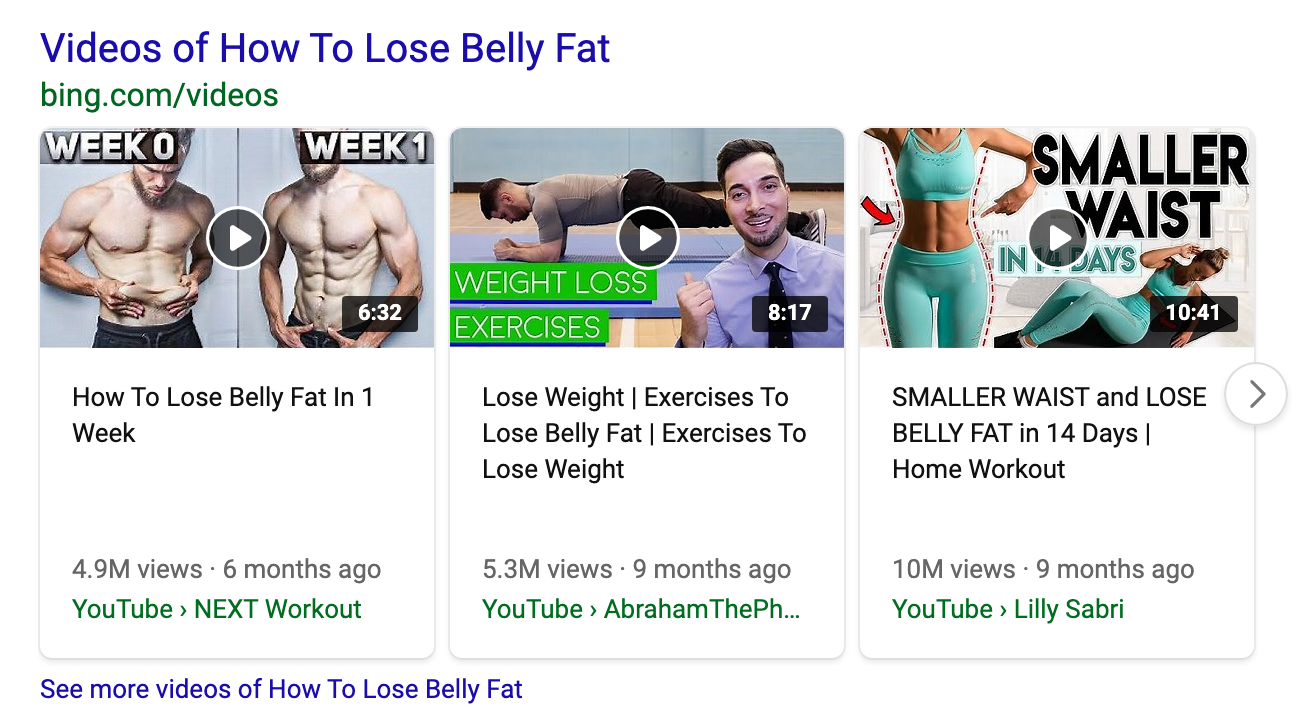 Videos of How To Lose Belly Fat
bing.com/videos
WEEK 0
WEEK 1
6:32
WEIGHT LOSS
EXERCISES
8:17
SMALLER
WAIST
IN 14 DAYS
10:41
How To Lose Belly Fat In 1
Week
4.9M views · 6 months ago
YouTube › NEXT Workout
Lose Weight | Exercises To
Lose Belly Fat | Exercises To
Lose Weight
5.3M views · 9 months ago
YouTube › AbrahamThePh...
SMALLER WAIST and LOSE
BELLY FAT in 14 Days |
Home Workout
10M views · 9 months ago
YouTube › Lilly Sabri
See more videos of How To Lose Belly Fat